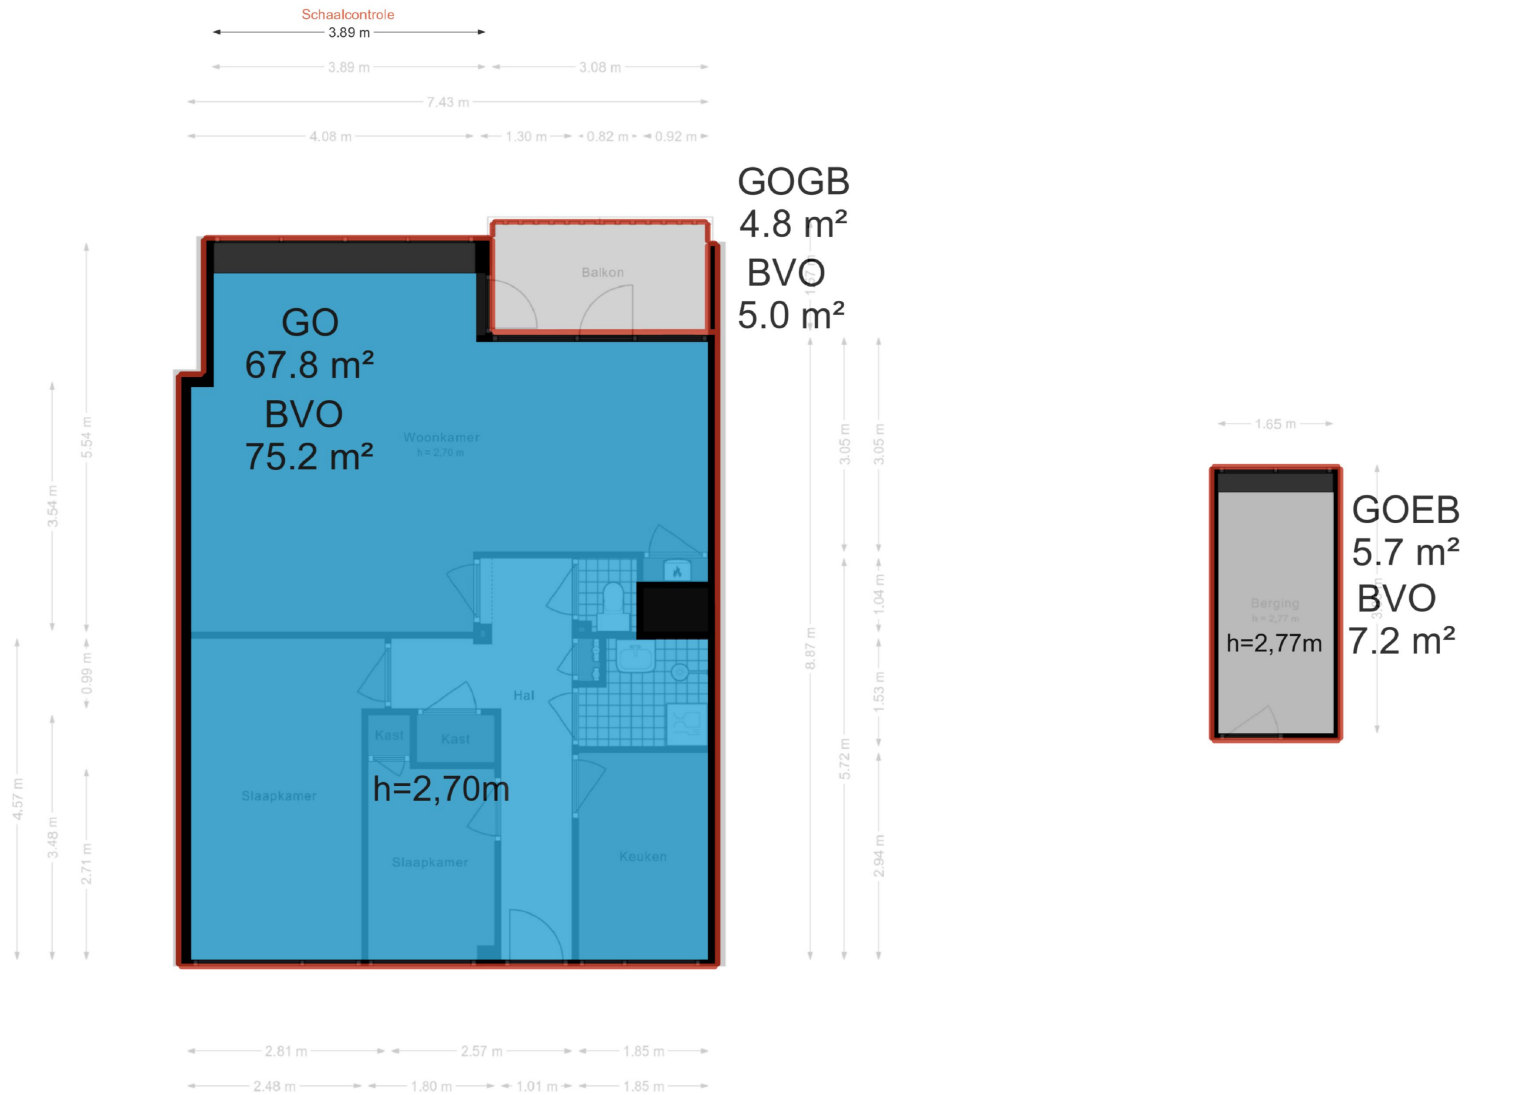 Schaalcontrole
3.89 m
3.89 m
3.08 m
7.43 m
4.08 m
1.30 m
0.82 m
0.92 m
GOGB
4.8 m²
BVO
5.0 m²
Balkon
GO
67.8 m²
BVO
75.2 m²
Woonkamer
h = 2,70 m
5.54 m
3.54 m
0.99 m
4.57 m
3.48 m
2.71 m
3.05 m
3.05 m
1.04 m
8.87 m
1.53 m
5.72 m
2.94 m
Hal
Kast
Kast
h=2,70m
Slaapkamer
Slaapkamer
Keuken
1.65 m
GOEB
5.7 m²
BVO
7.2 m²
Berging
h = 2,77 m
h=2,77m
2.81 m
2.57 m
1.85 m
2.48 m
1.80 m
1.01 m
1.85 m